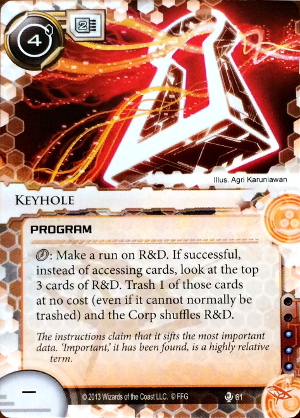 4
2
Illus. Agri Karuniawan
KEYHOLE
PROGRAM
: Make a run on R&D. If successful,
instead of accessing cards, look at the top
3 cards of R&D. Trash 1 of those cards
at no cost (even if it cannot normally be
trashed) and the Corp shuffles R&D.
The instructions claim that it sifts the most important
data. 'Important,' it has been found, is a highly relative
term.
–
© 2013 Wizards of the Coast LLC. © FFG
61